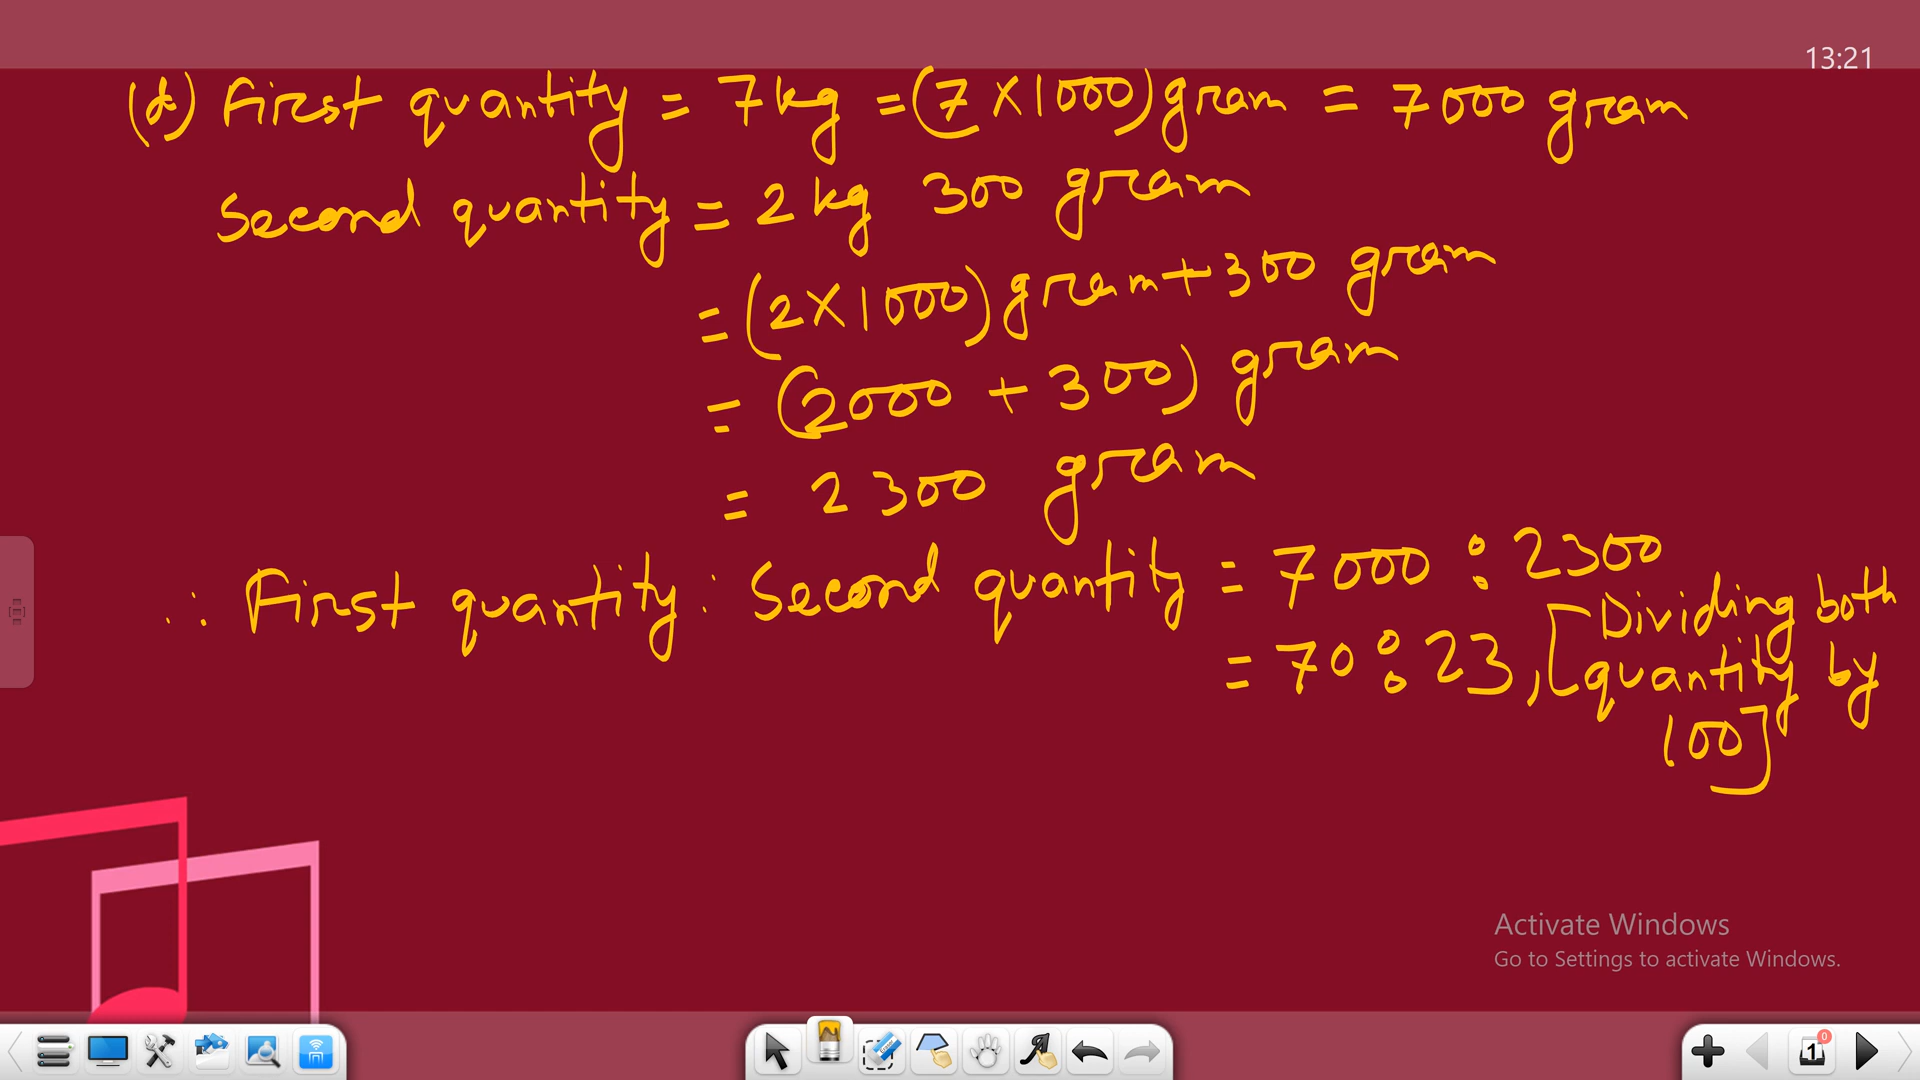 13:21
(d) First quantity = 7kg = (7 X 1000) gram = 7000 gram
Second quantity = 2 kg 300 gram
= (2 X 1000) gram + 300 gram
= (2000 + 300) gram
= 2300 gram
∴ First quantity : Second quantity = 7000 : 2300
= 70 : 23, [Dividing both
quantity by
100]
Activate Windows
Go to Settings to activate Windows.
1
0